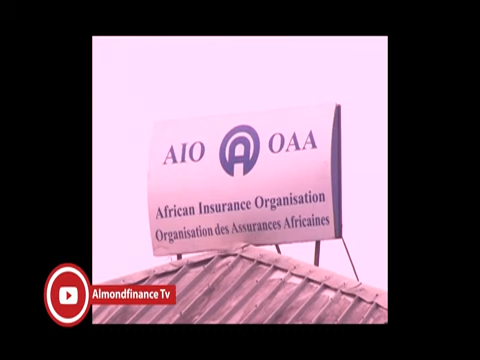 AIO A OAA
African Insurance Organisation
Organisation des Assurances Africaines
Almondfinance Tv